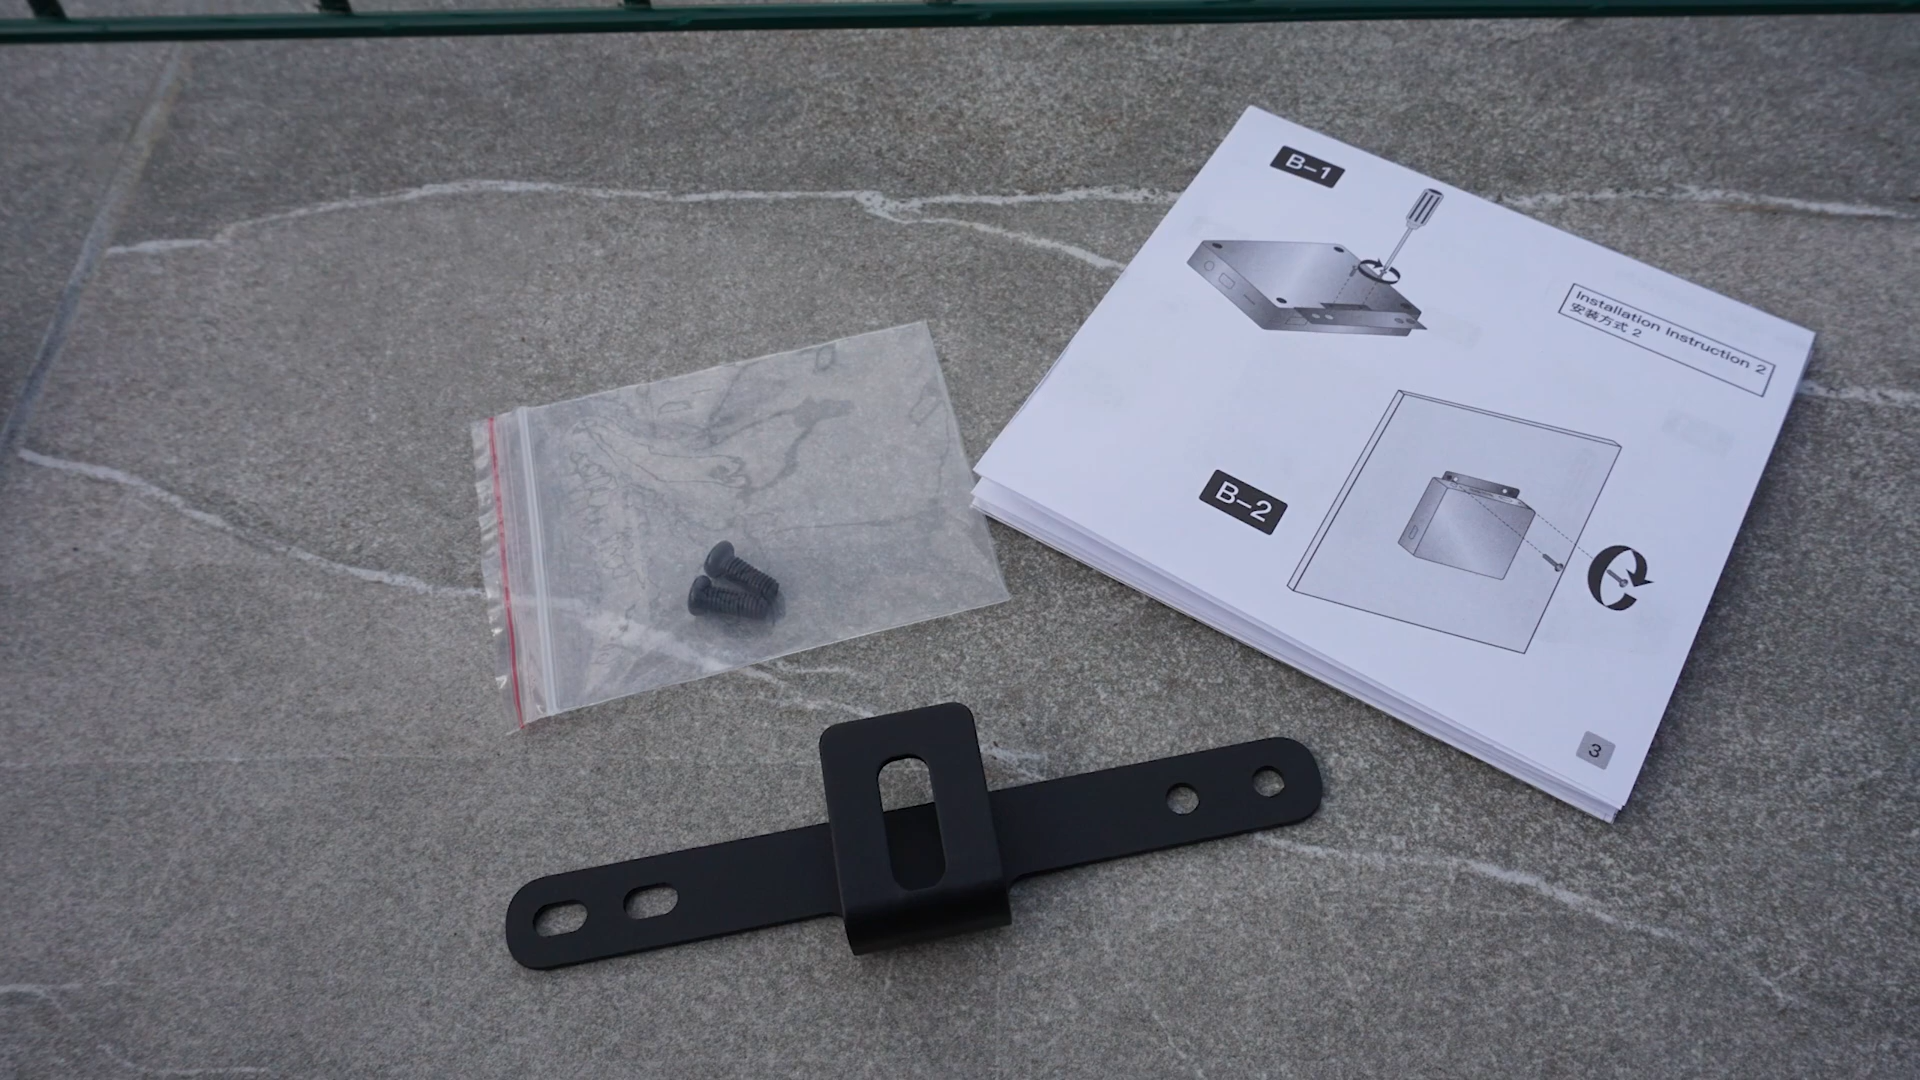 B-1
Installation Instruction 2
安装方式 2
B-2
3